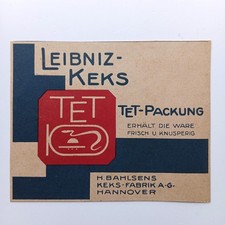 LEIBNIZ-
KEKS
TET
TET-PACKUNG
ERHÄLT DIE WARE
FRISCH U. KNUSPERIG
H. BAHLSENS
KEKS-FABRIK A-G-
HANNOVER